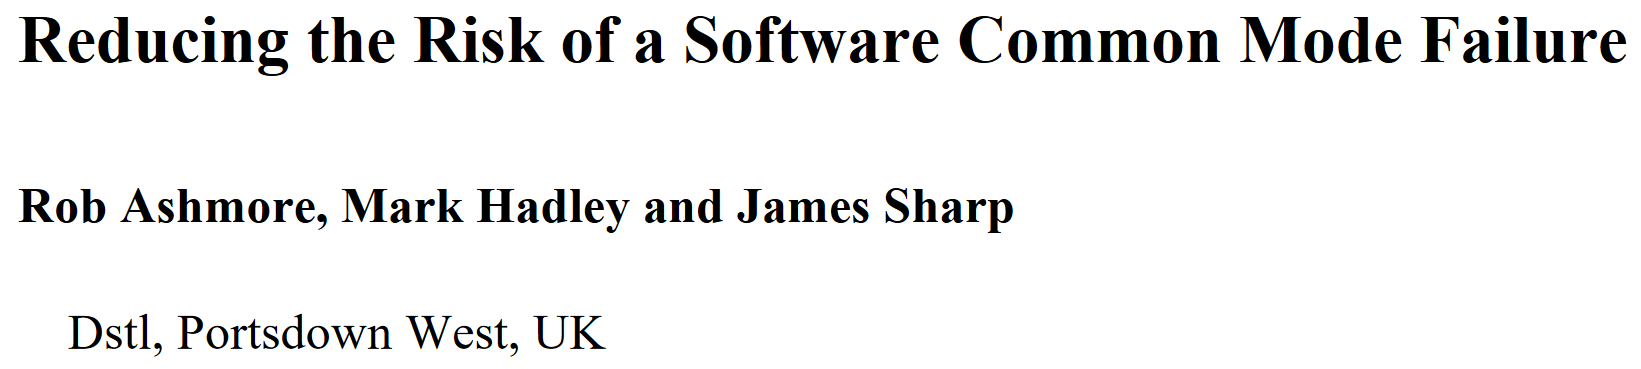 Reducing the Risk of a Software Common Mode Failure
Rob Ashmore, Mark Hadley and James Sharp
Dstl, Portsdown West, UK